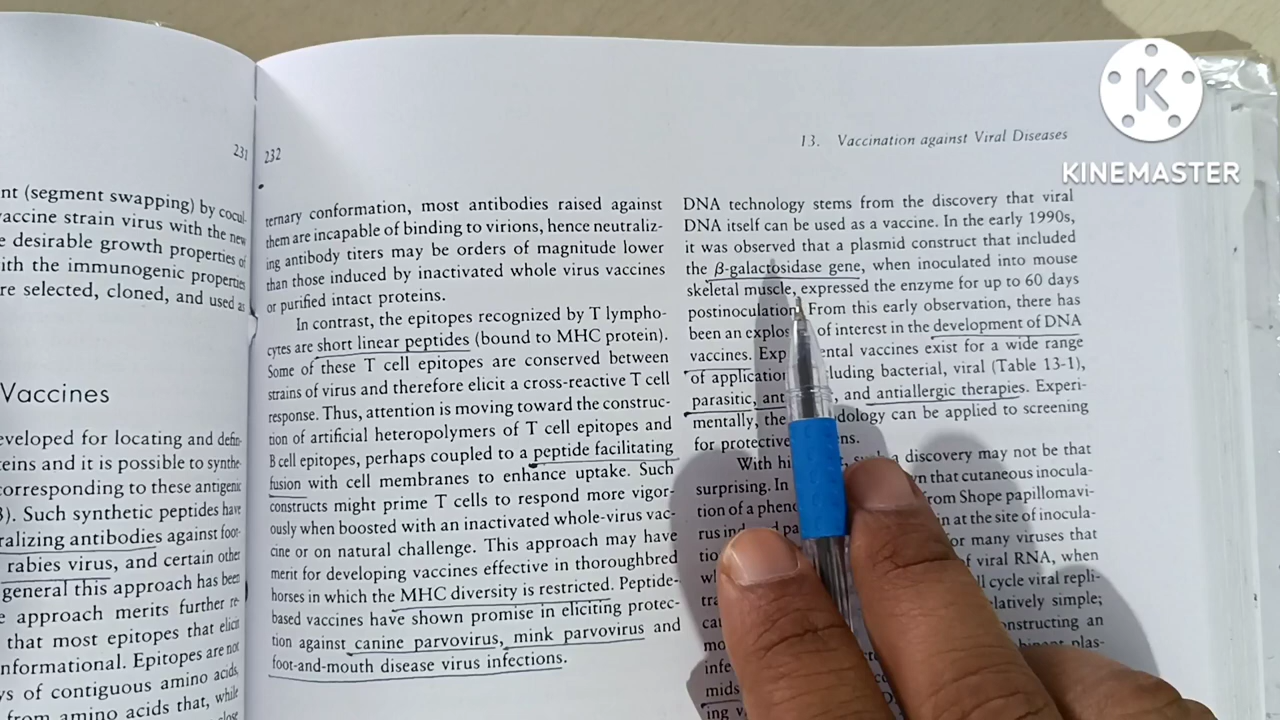 231
nt (segment swapping) by cocul-
vaccine strain virus with the new
e desirable growth properties of
ith the immunogenic properties
re selected, cloned, and used as
Vaccines
eveloped for locating and defin-
teins and it is possible to synthe-
corresponding to these antigenic
3). Such synthetic peptides have
ralizing antibodies against foot-
rabies virus, and certain other
general this approach has been
e approach merits further re-
that most epitopes that elicit
nformational. Epitopes are not
ys of contiguous amino acids,
from amino acids that, while
close
232
ternary conformation, most antibodies raised against
them are incapable of binding to virions, hence neutraliz-
ing antibody titers may be orders of magnitude lower
than those induced by inactivated whole virus vaccines
or purified intact proteins.
In contrast, the epitopes recognized by T lympho-
cytes are short linear peptides (bound to MHC protein).
Some of these T cell epitopes are conserved between
strains of virus and therefore elicit a cross-reactive T cell
response. Thus, attention is moving toward the construc-
tion of artificial heteropolymers of T cell epitopes and
B cell epitopes, perhaps coupled to a peptide facilitating
fusion with cell membranes to enhance uptake. Such
constructs might prime T cells to respond more vigor-
ously when boosted with an inactivated whole-virus vac-
cine or on natural challenge. This approach may have
merit for developing vaccines effective in thoroughbred
horses in which the MHC diversity is restricted. Peptide-
based vaccines have shown promise in eliciting protec-
tion against canine parvovirus, mink parvovirus and
foot-and-mouth disease virus infections.
13. Vaccination against Viral Diseases
DNA technology stems from the discovery that viral
DNA itself can be used as a vaccine. In the early 1990s,
it was observed that a plasmid construct that included
the β-galactosidase gene, when inoculated into mouse
skeletal muscle, expressed the enzyme for up to 60 days
postinoculation. From this early observation, there has
been an explos of interest in the development of DNA
vaccines. Exp ental vaccines exist for a wide range
of application luding bacterial, viral (Table 13-1),
parasitic, ant , and antiallergic therapies. Experi-
mentally, the dology can be applied to screening
for protective ens.
With hi such a discovery may not be that
surprising. In n that cutaneous inocula-
tion of a phen from Shope papillomavi-
rus ind pa in at the site of inocula-
tio or many viruses that
wh f viral RNA, when
tra ll cycle viral repli-
cat latively simple;
mo onstructing an
infe binant plas-
mids
ing v
KINEMASTER